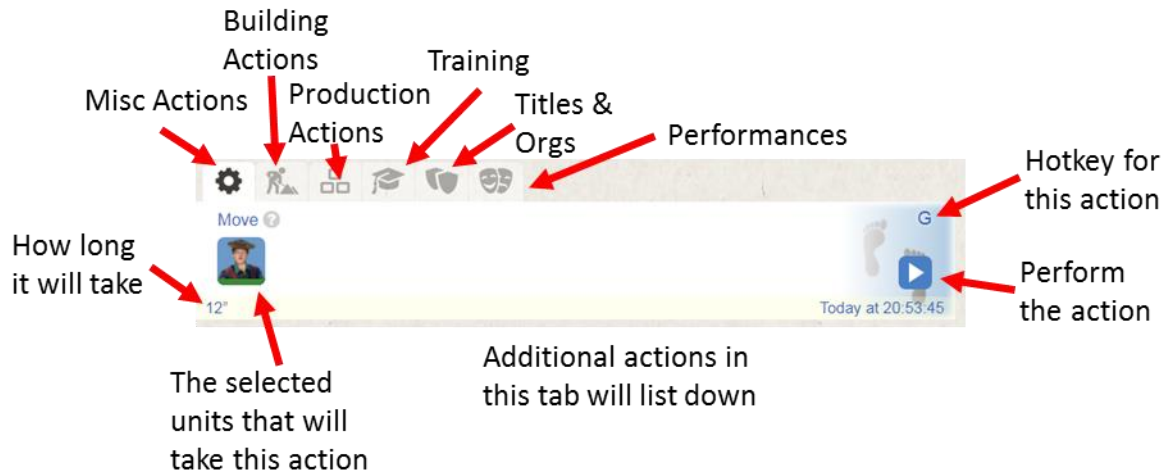 Building
Actions
Training
Misc Actions
Production
Actions
Titles &
Orgs
Performances
Hotkey for
this action
Move ?
G
How long
it will take
Perform
the action
12"
Today at 20:53:45
The selected
units that will
take this action
Additional actions in
this tab will list down